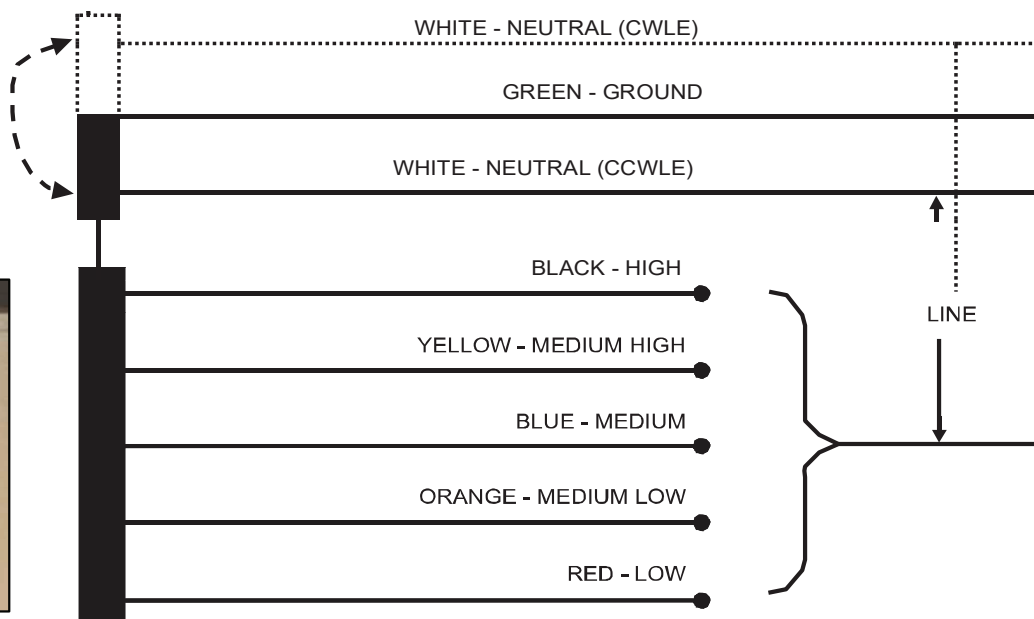 WHITE - NEUTRAL (CWLE)
GREEN - GROUND
WHITE - NEUTRAL (CCWLE)
BLACK - HIGH
LINE
YELLOW - MEDIUM HIGH
BLUE - MEDIUM
ORANGE - MEDIUM LOW
RED - LOW